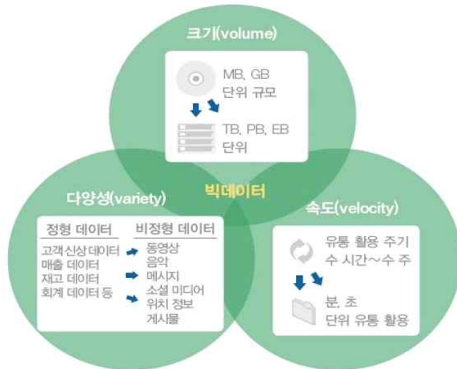 크기(volume)
MB, GB
단위 규모
TB, PB, EB
단위
빅데이터
다양성(variety)
정형 데이터
고객신상데이터
매출 데이터
재고 데이터
회계 데이터 등
비정형 데이터
동영상
음악
메시지
소셜 미디어
위치 정보
게시물
속도(velocity)
유통 활용 주기
수 시간~수 주
분, 초
단위 유통 활용